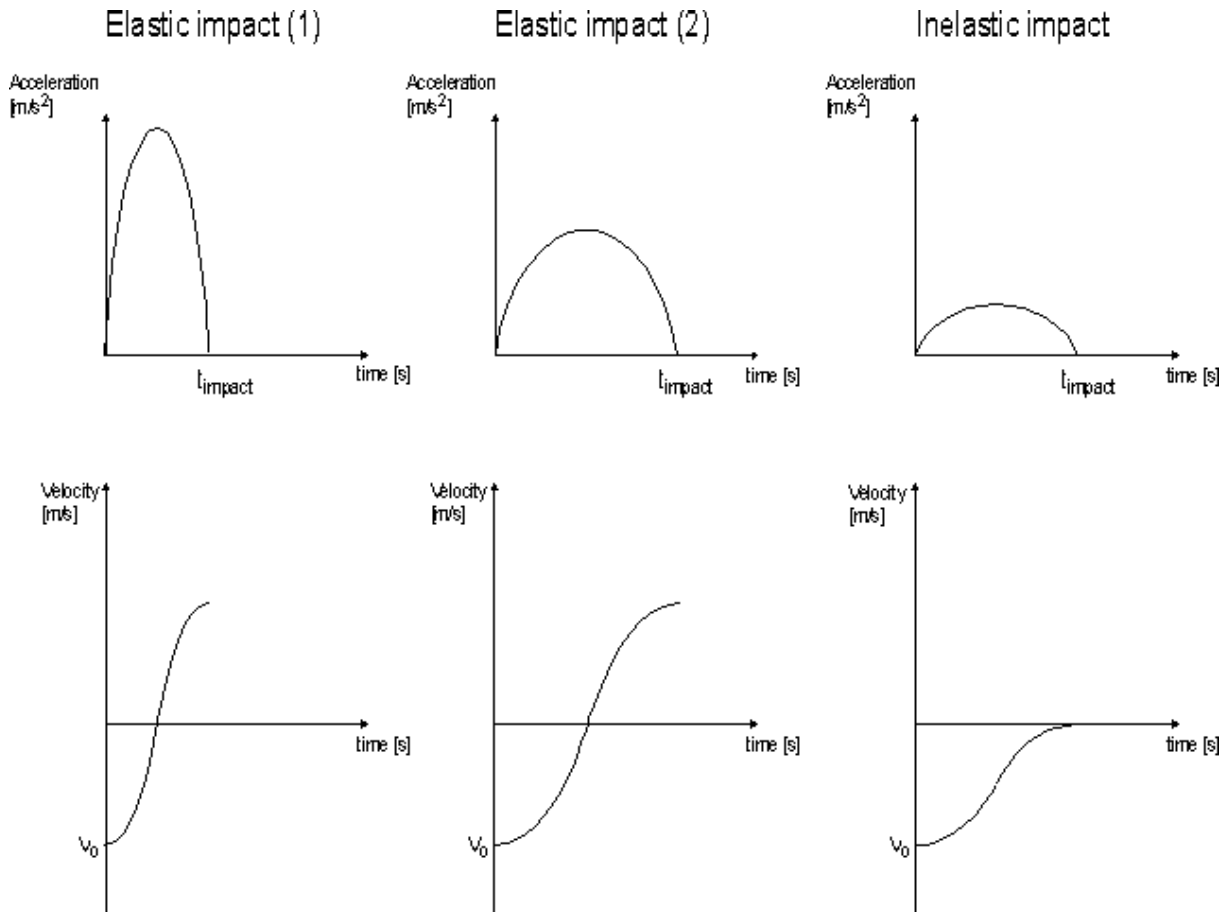 Elastic impact (1)
Elastic impact (2)
Inelastic impact
Acceleration
[m/s²]
time [s]
t_impact
Acceleration
[m/s²]
time [s]
t_impact
Acceleration
[m/s²]
time [s]
t_impact
Velocity
[m/s]
time [s]
V₀
Velocity
[m/s]
time [s]
V₀
Velocity
[m/s]
time [s]
V₀